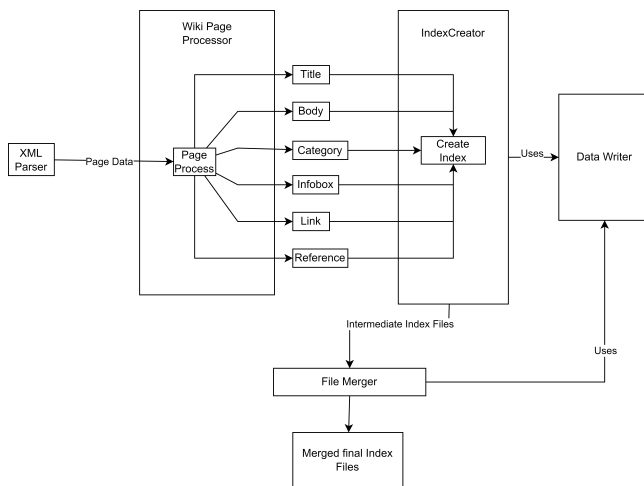 Wiki Page
Processor
IndexCreator
Title
Body
XML
Parser
Page Data
Page
Process
Category
Create
Index
Uses
Data Writer
Infobox
Link
Reference
Intermediate Index Files
Uses
File Merger
Merged final Index
Files